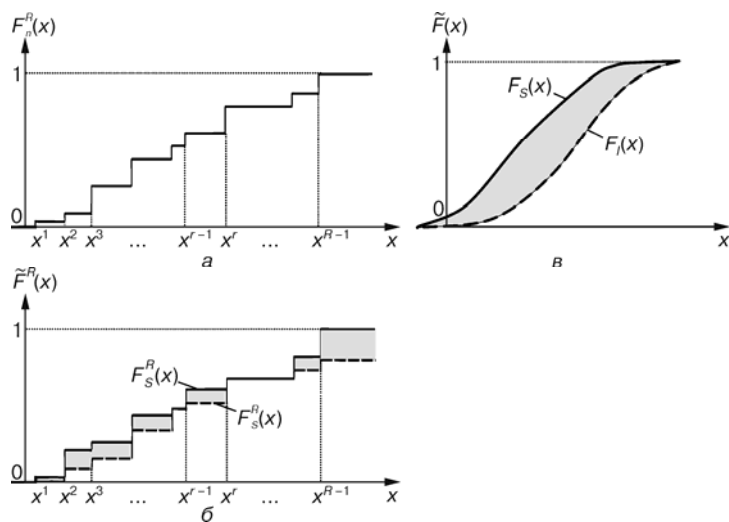 F_n^R(x)
1
0
x^1 x^2 x^3 ... x^{r-1} x^r ... x^{R-1} x
а
F̃(x)
1
F_S(x)
F_I(x)
0
x
в
F̃^R(x)
1
F_S^R(x)
F_S^R(x)
0
x^1 x^2 x^3 ... x^{r-1} x^r ... x^{R-1} x
б